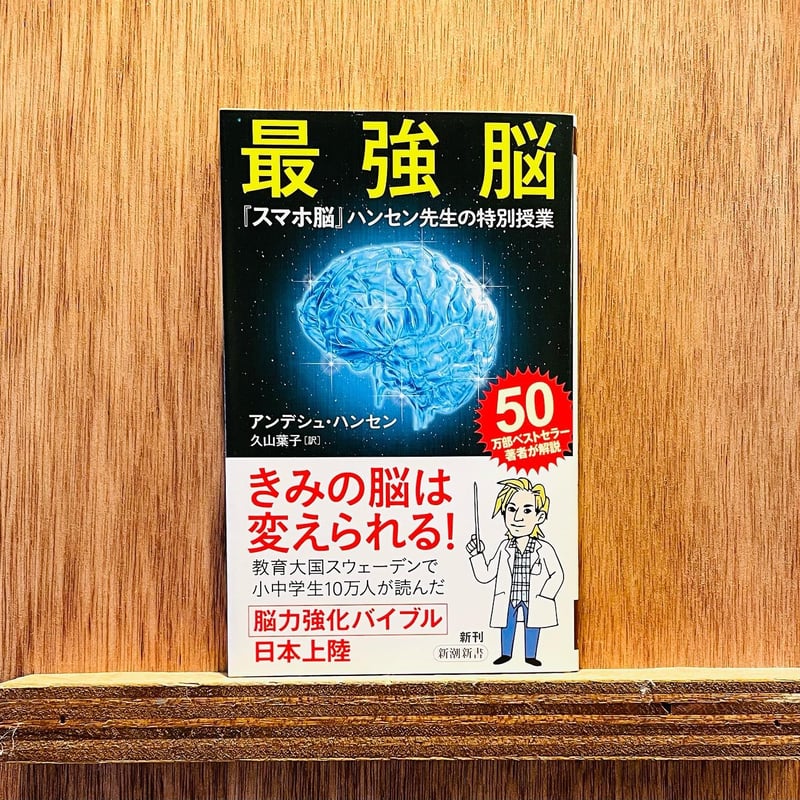 最強脳
『スマホ脳』ハンセン先生の特別授業
アンデシュ・ハンセン
久山葉子［訳］
50
万部ベストセラー
著者が解説
きみの脳は
変えられる!
教育大国スウェーデンで
小中学生10万人が読んだ
脳力強化バイブル
日本上陸
新刊
新潮新書